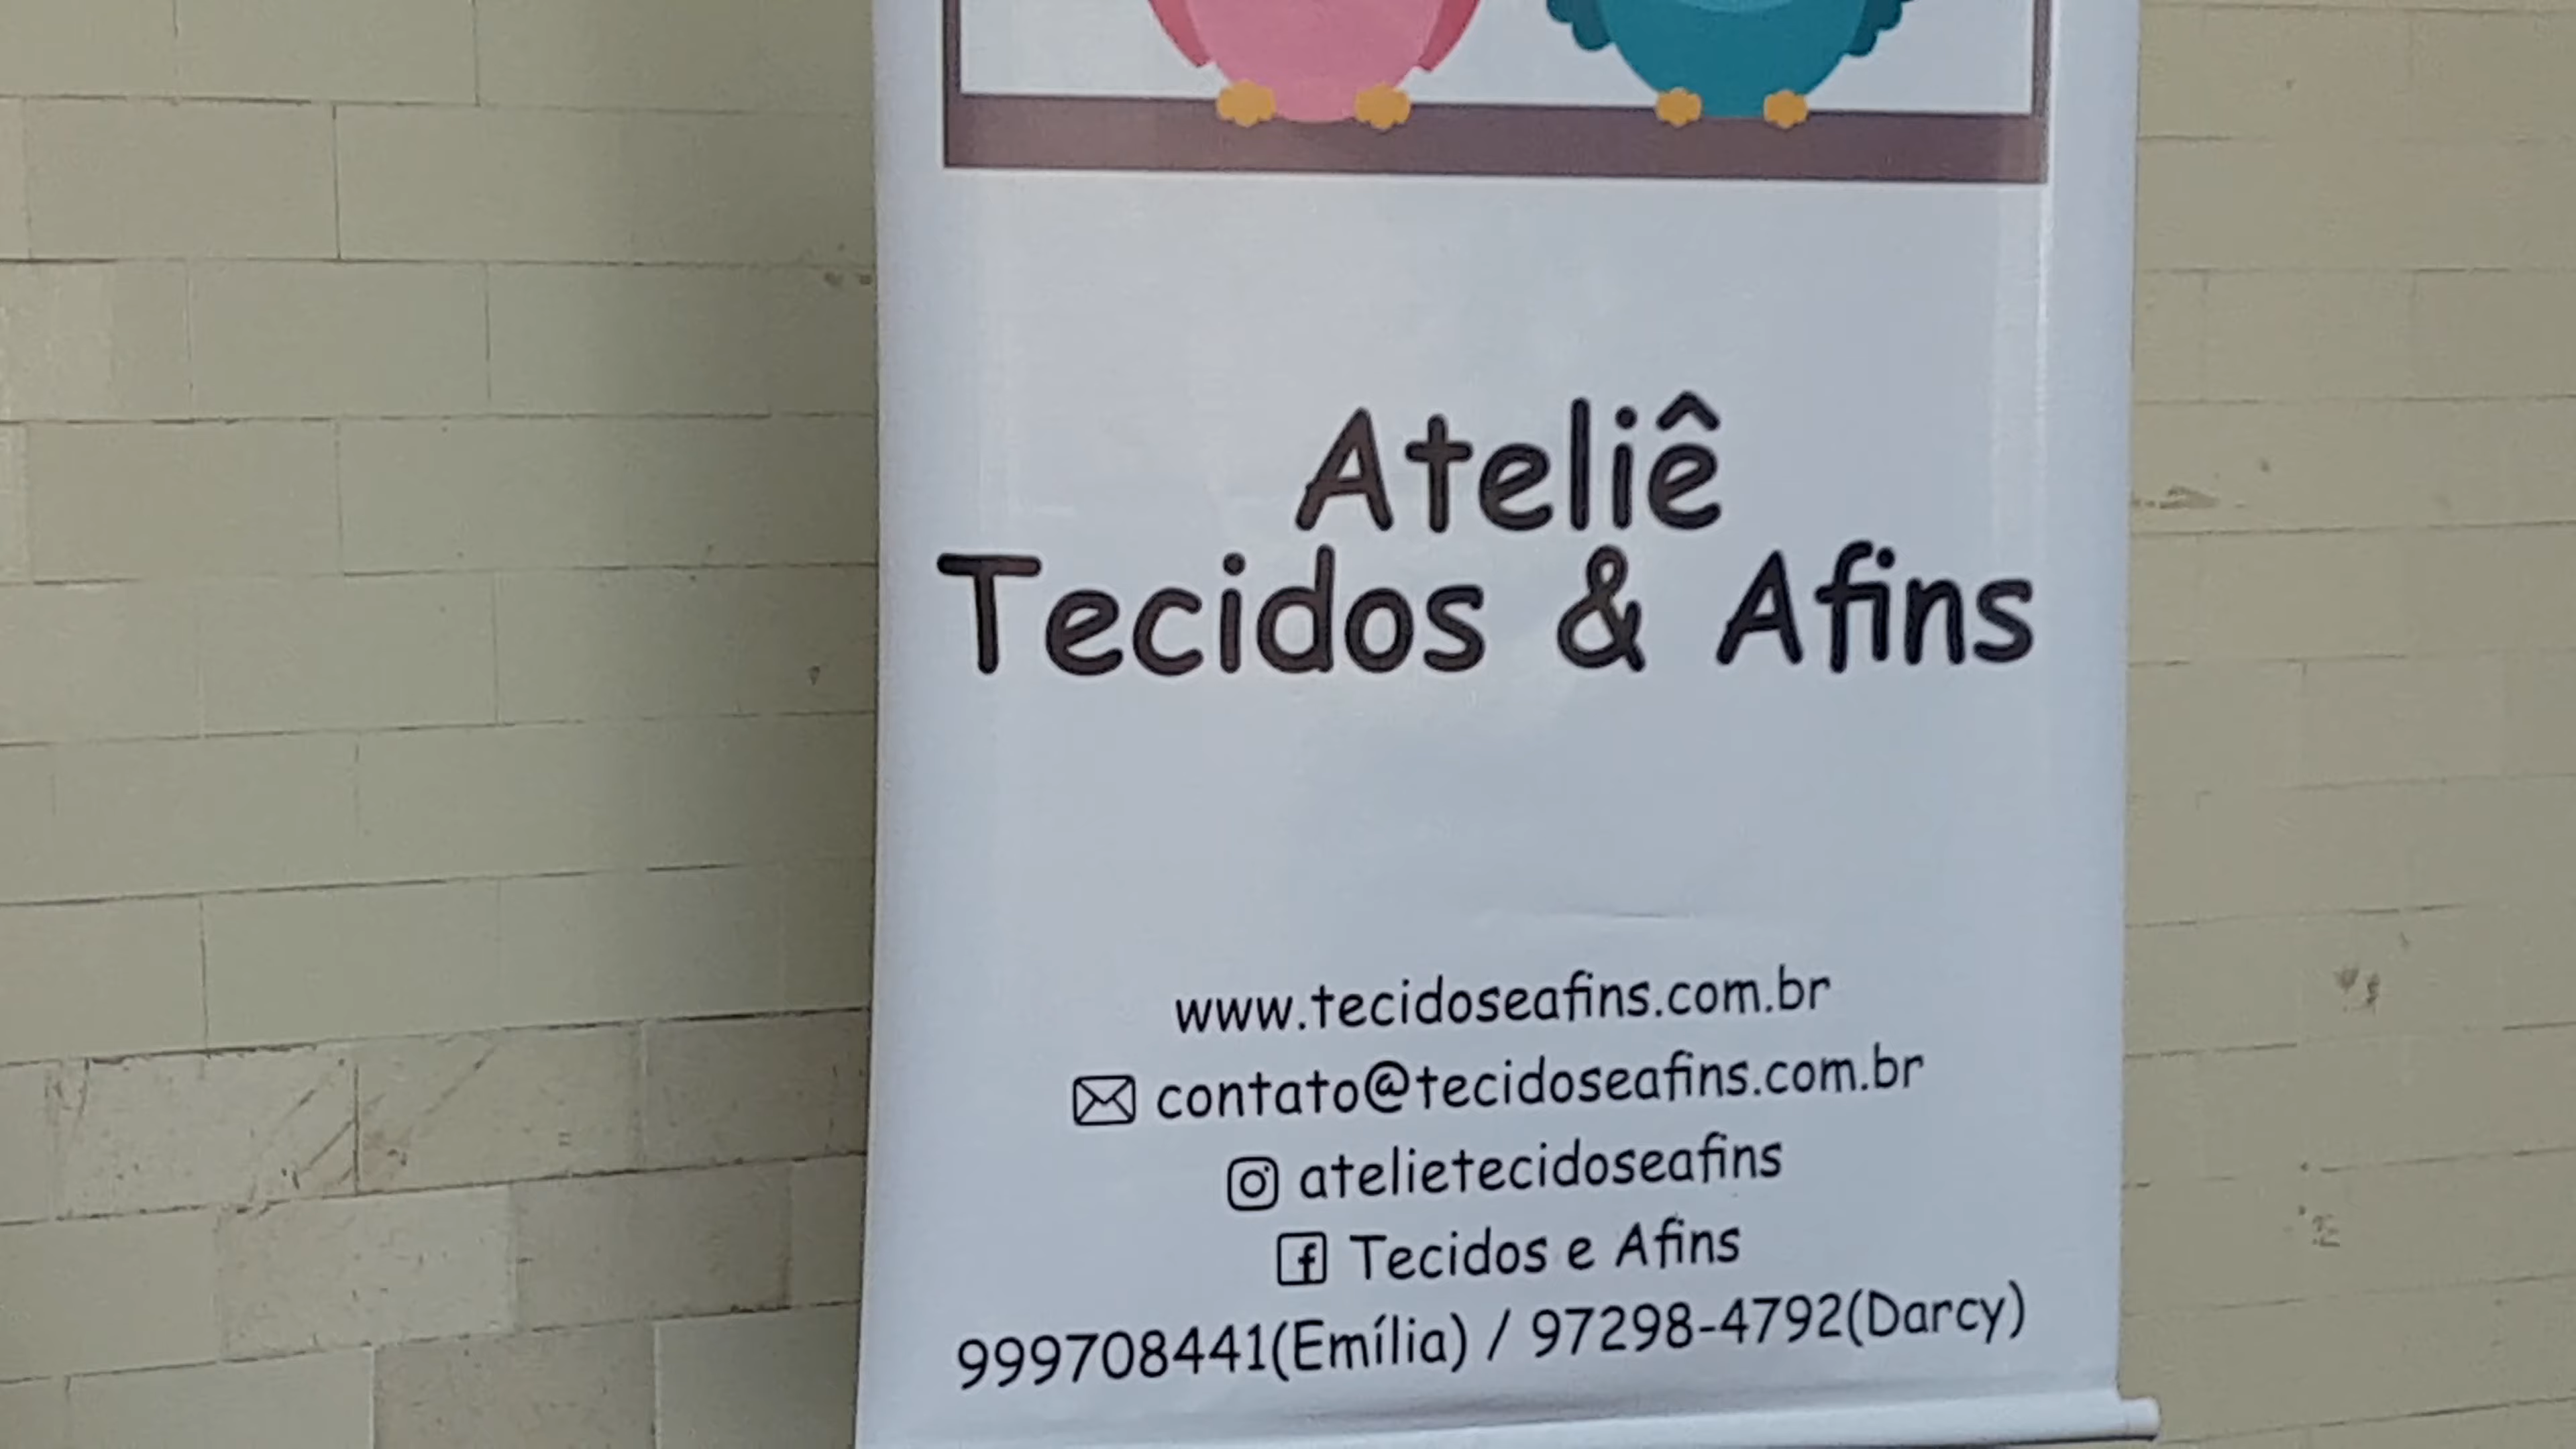 Ateliê
Tecidos & Afins
www.tecidoseafins.com.br
contato@tecidoseafins.com.br
atelietecidoseafins
Tecidos e Afins
999708441(Emília) / 97298-4792(Darcy)